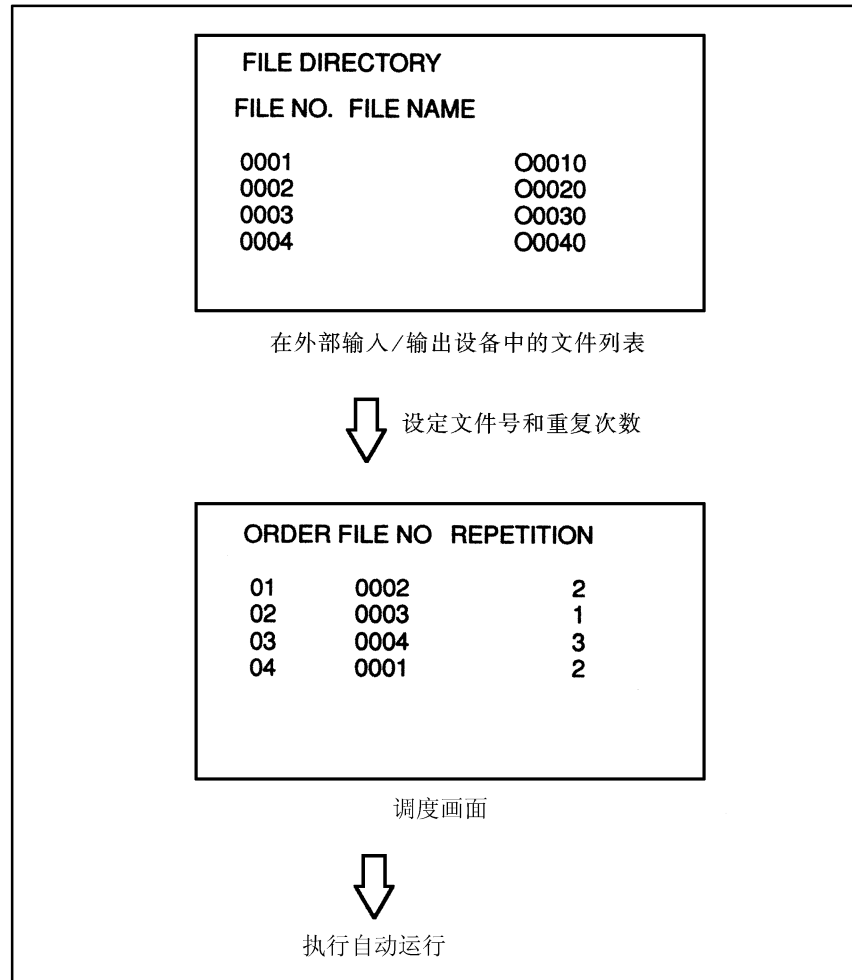 FILE DIRECTORY
FILE NO. FILE NAME
0001 O0010
0002 O0020
0003 O0030
0004 O0040
在外部输入/输出设备中的文件列表
设定文件号和重复次数
ORDER FILE NO REPETITION
01 0002 2
02 0003 1
03 0004 3
04 0001 2
调度画面
执行自动运行